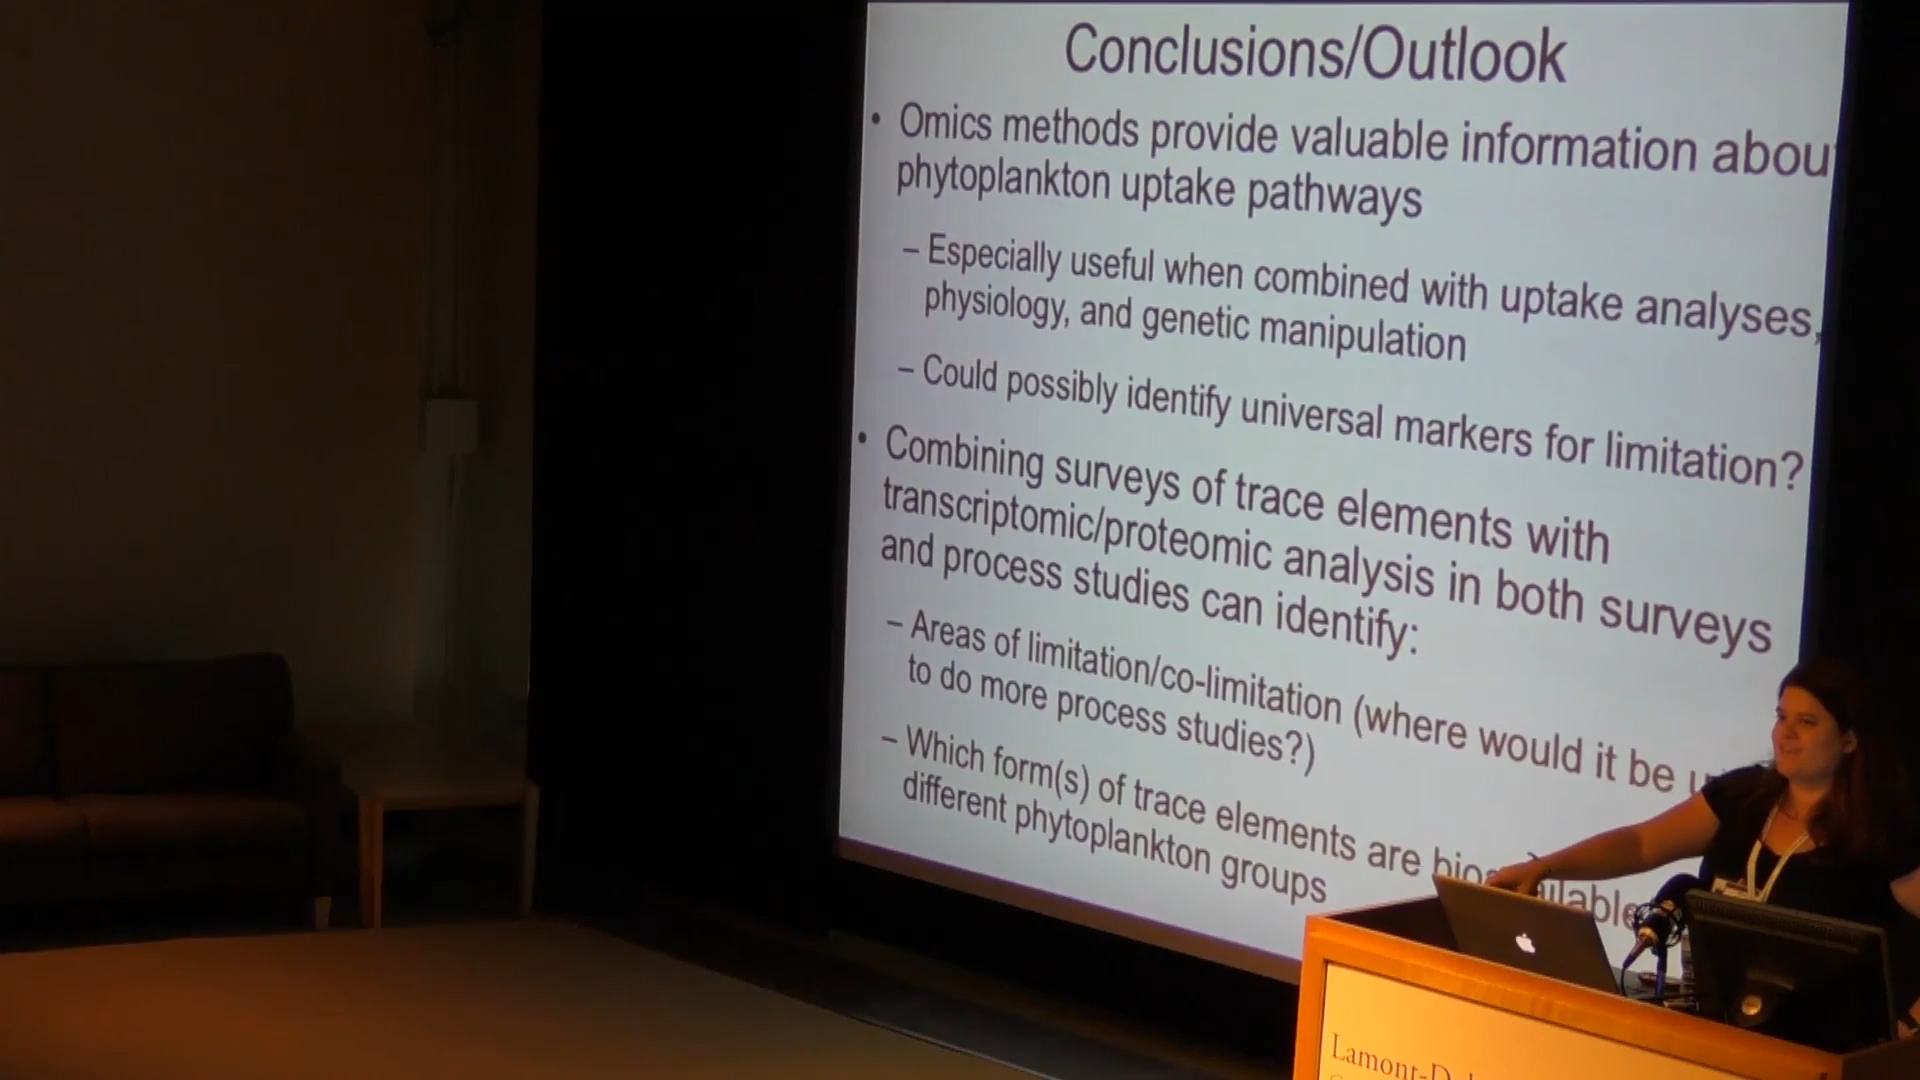 Conclusions/Outlook
• Omics methods provide valuable information abou
phytoplankton uptake pathways
– Especially useful when combined with uptake analyses,
physiology, and genetic manipulation
– Could possibly identify universal markers for limitation?
• Combining surveys of trace elements with
transcriptomic/proteomic analysis in both surveys
and process studies can identify:
– Areas of limitation/co-limitation (where would it be
to do more process studies?)
– Which form(s) of trace elements are
different phytoplankton groups
Lamont-D